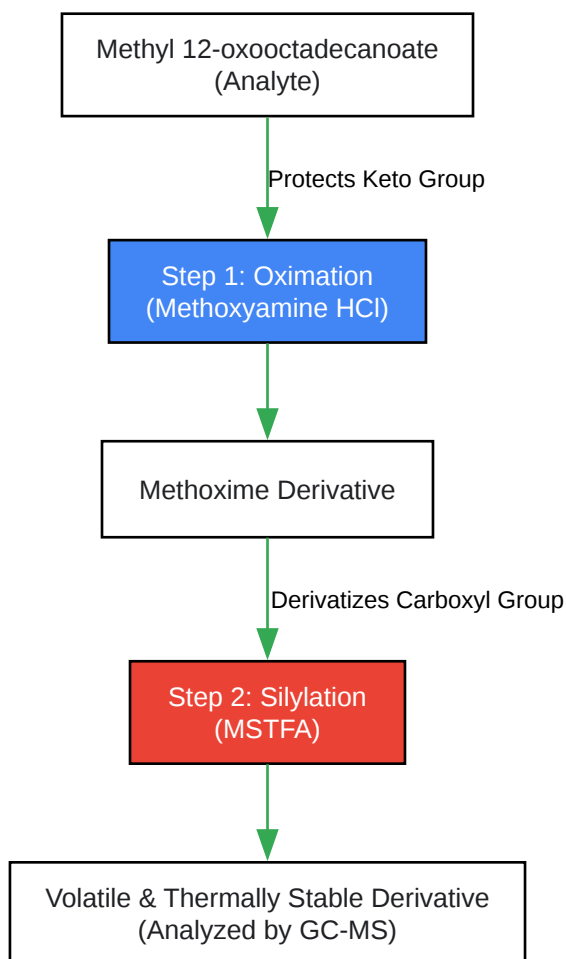 Methyl 12-oxooctadecanoate
(Analyte)
Protects Keto Group
Step 1: Oximation
(Methoxyamine HCl)
Methoxime Derivative
Derivatizes Carboxyl Group
Step 2: Silylation
(MSTFA)
Volatile & Thermally Stable Derivative
(Analyzed by GC-MS)